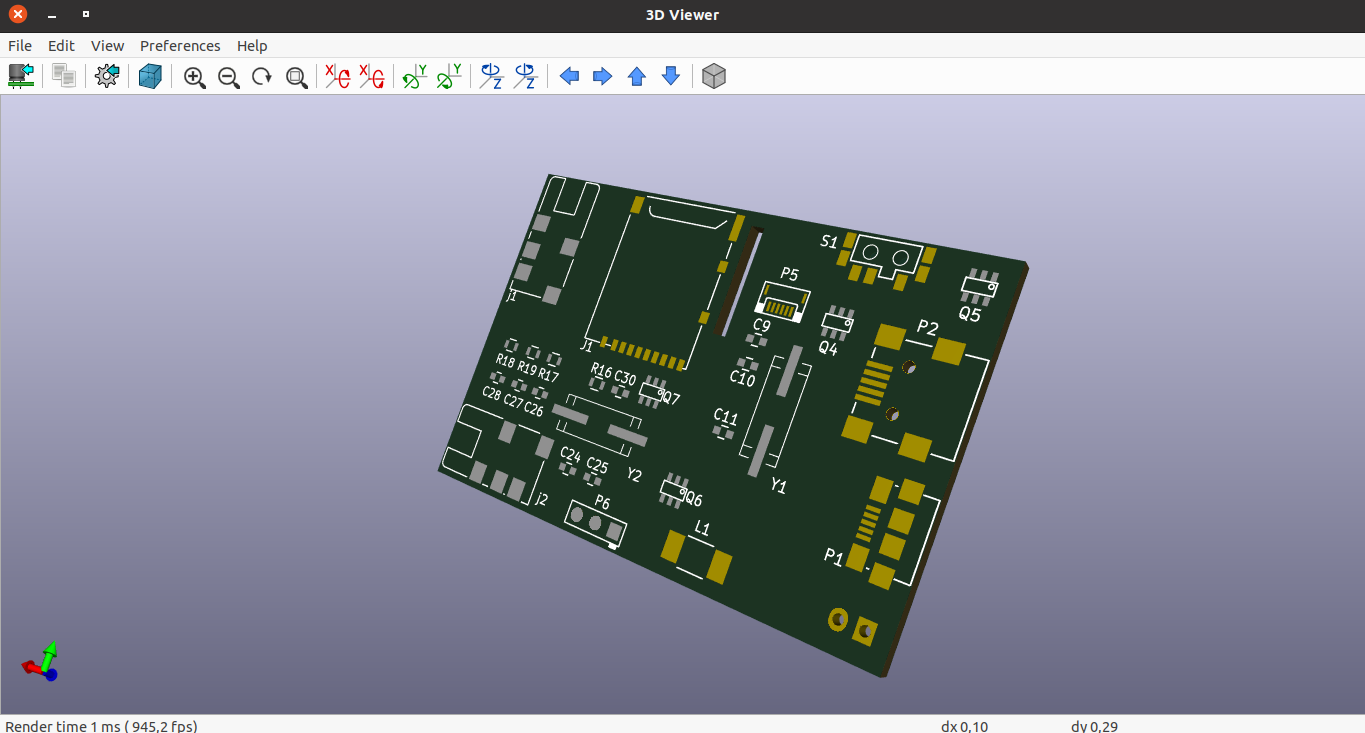 3D Viewer
File Edit View Preferences Help
X X Y Y Z Z
S1
P5
J1
Q5
C9
P2
Q4
J1
R18 R19 R17
R16 C30
C10
C28 C27 C26
Q7
C11
C24 C25
Y2
Y1
j2
P6
Q6
L1
P1
Render time 1 ms ( 945,2 fps)
dx 0,10
dy 0,29